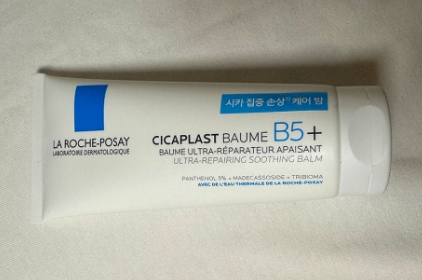 시카 집중 손상 케어 밤
LA ROCHE-POSAY
LABORATOIRE DERMATOLOGIQUE
CICAPLAST BAUME B5+
BAUME ULTRA-RÉPARATEUR APAISANT
ULTRA-REPAIRING SOOTHING BALM
PANTHENOL 5% + MADECASSOSIDE + TRIBIOMA
AVEC DE L'EAU THERMALE DE LA ROCHE-POSAY